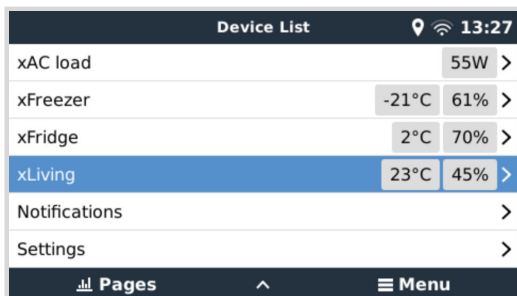 Device List 13:27
xAC load 55W
xFreezer -21°C 61%
xFridge 2°C 70%
xLiving 23°C 45%
Notifications
Settings
Pages Menu